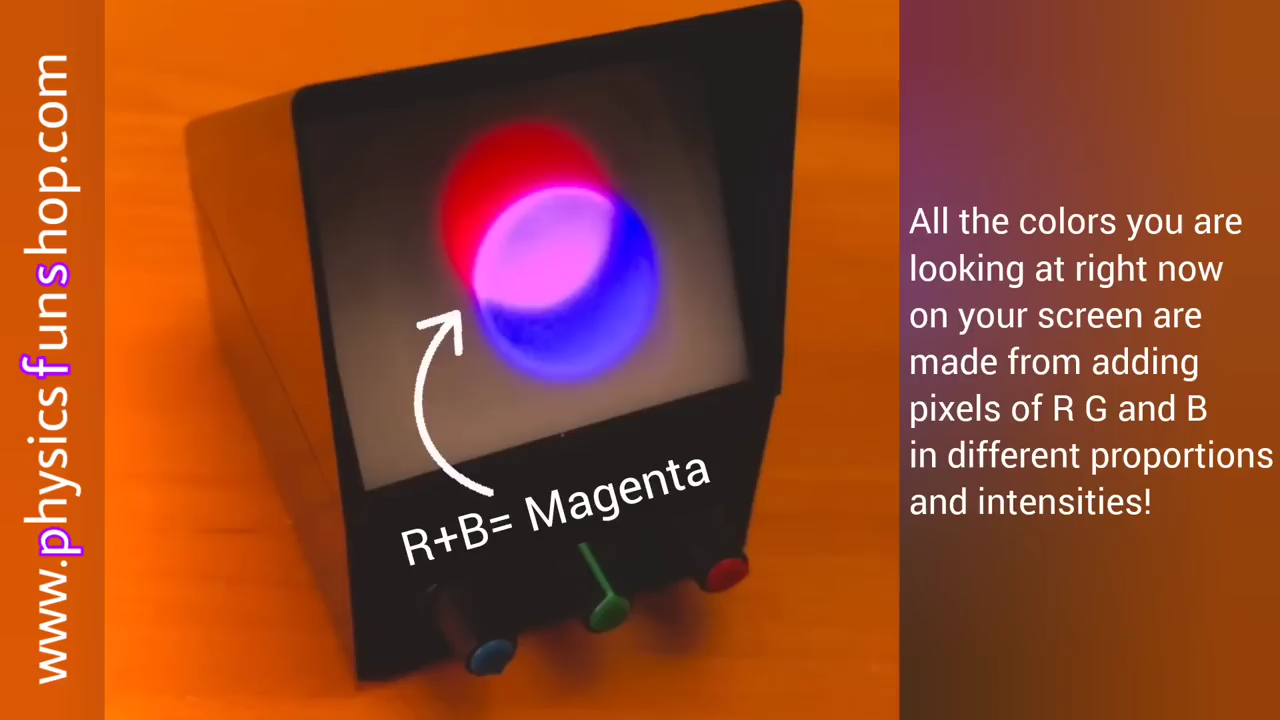 www.physicsfunshop.com
R+B= Magenta
All the colors you are
looking at right now
on your screen are
made from adding
pixels of R G and B
in different proportions
and intensities!